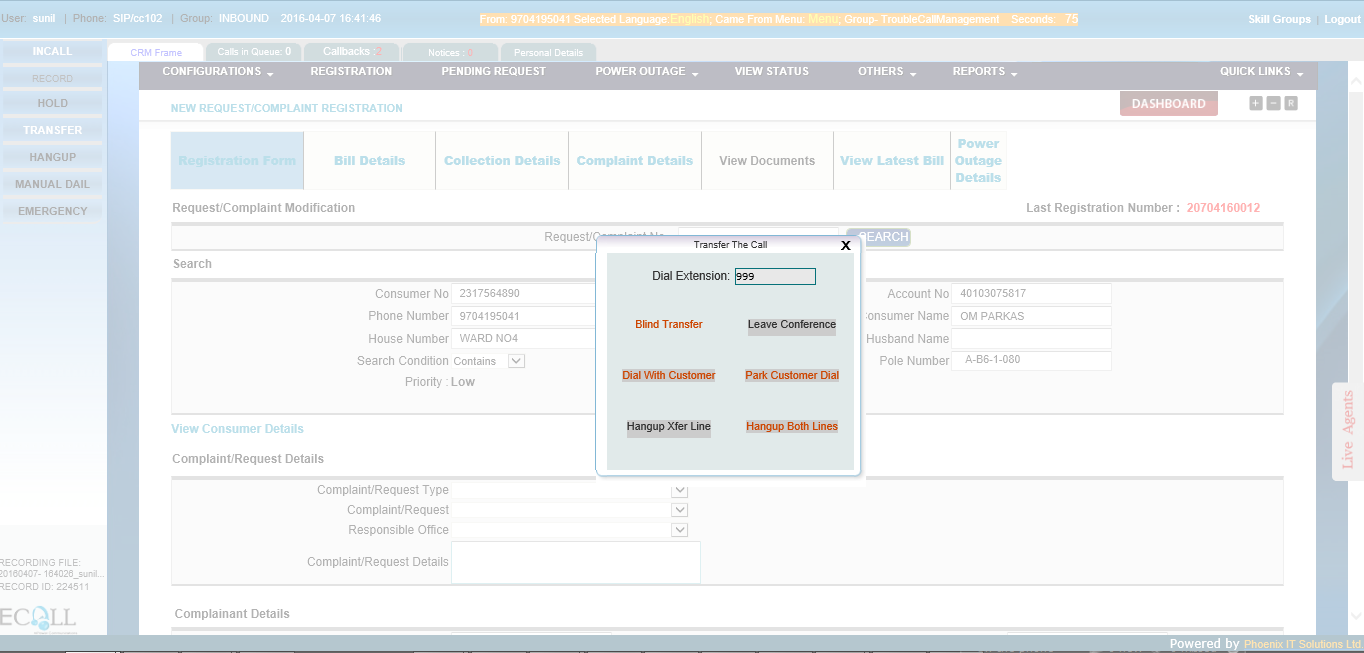 User: sunil | Phone: SIP/cc102 | Group: INBOUND 2016-04-07 16:41:46 From: 9704195041 Selected Language:English; Came From Menu: Menu; Group- TroubleCallManagement Seconds: 75 Skill Groups | Logout
INCALL
RECORD
HOLD
TRANSFER
HANGUP
MANUAL DAIL
EMERGENCY
CRM Frame Calls in Queue: 0 Callbacks: 2 Notices : 0 Personal Details
CONFIGURATIONS REGISTRATION PENDING REQUEST POWER OUTAGE VIEW STATUS OTHERS REPORTS QUICK LINKS
NEW REQUEST/COMPLAINT REGISTRATION DASHBOARD + − R
Registration Form Bill Details Collection Details Complaint Details View Documents View Latest Bill Power Outage Details
Request/Complaint Modification Last Registration Number : 20704160012
Request/Complaint No SEARCH
Search
Consumer No 2317564890 Account No 40103075817
Phone Number 9704195041 Consumer Name OM PARKAS
House Number WARD NO4 Husband Name
Search Condition Contains Pole Number A-B6-1-080
Priority : Low
View Consumer Details
Transfer The Call X
Dial Extension: 999
Blind Transfer Leave Conference
Dial With Customer Park Customer Dial
Hangup Xfer Line Hangup Both Lines
Complaint/Request Details
Complaint/Request Type
Complaint/Request
Responsible Office
Complaint/Request Details
Complainant Details
Live Agents
RECORDING FILE:
20160407- 164026_sunil...
RECORD ID: 224511
ECALL
Powered by Phoenix IT Solutions Ltd.